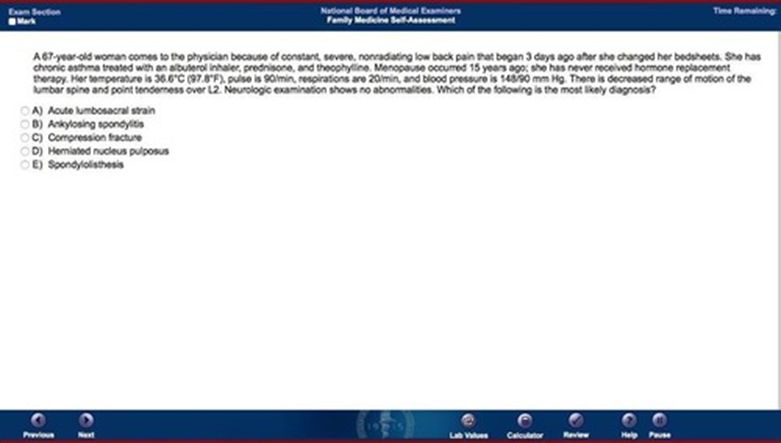 Exam Section
National Board of Medical Examiners
Time Remaining:
Mark
Family Medicine Self-Assessment
A 67-year-old woman comes to the physician because of constant, severe, nonradiating low back pain that began 3 days ago after she changed her bedsheets. She has
chronic asthma treated with an albuterol inhaler, prednisone, and theophylline. Menopause occurred 15 years ago; she has never received hormone replacement
therapy. Her temperature is 36.6°C (97.8°F), pulse is 90/min, respirations are 20/min, and blood pressure is 148/90 mm Hg. There is decreased range of motion of the
lumbar spine and point tenderness over L2. Neurologic examination shows no abnormalities. Which of the following is the most likely diagnosis?
A) Acute lumbosacral strain
B) Ankylosing spondylitis
C) Compression fracture
D) Herniated nucleus pulposus
E) Spondylolisthesis
1915
Previous Next Lab Values Calculator Review Help Pause